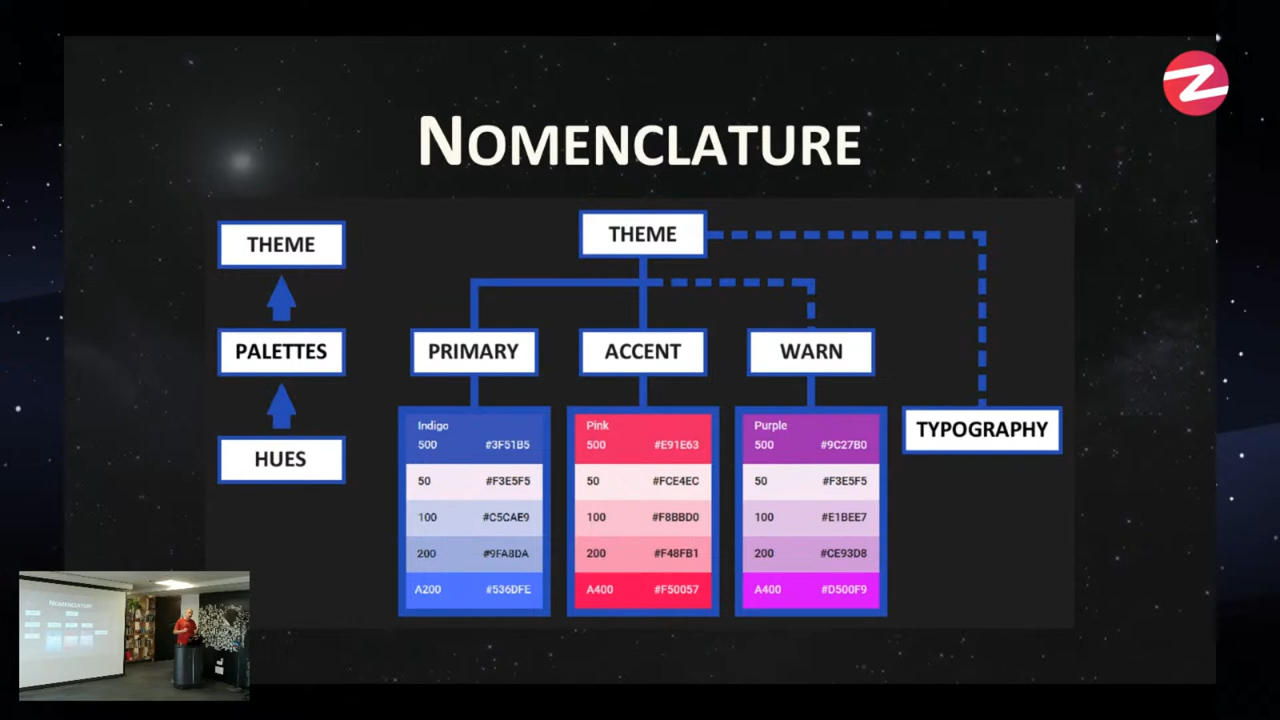 NOMENCLATURE
THEME
PALETTES
HUES
THEME
PRIMARY
ACCENT
WARN
TYPOGRAPHY
Indigo
500 #3F51B5
50 #F3E5F5
100 #C5CAE9
200 #9FA8DA
A200 #536DFE
Pink
500 #E91E63
50 #FCE4EC
100 #F8BBD0
200 #F48FB1
A400 #F50057
Purple
500 #9C27B0
50 #F3E5F5
100 #E1BEE7
200 #CE93D8
A400 #D500F9
NOMENCLATURE